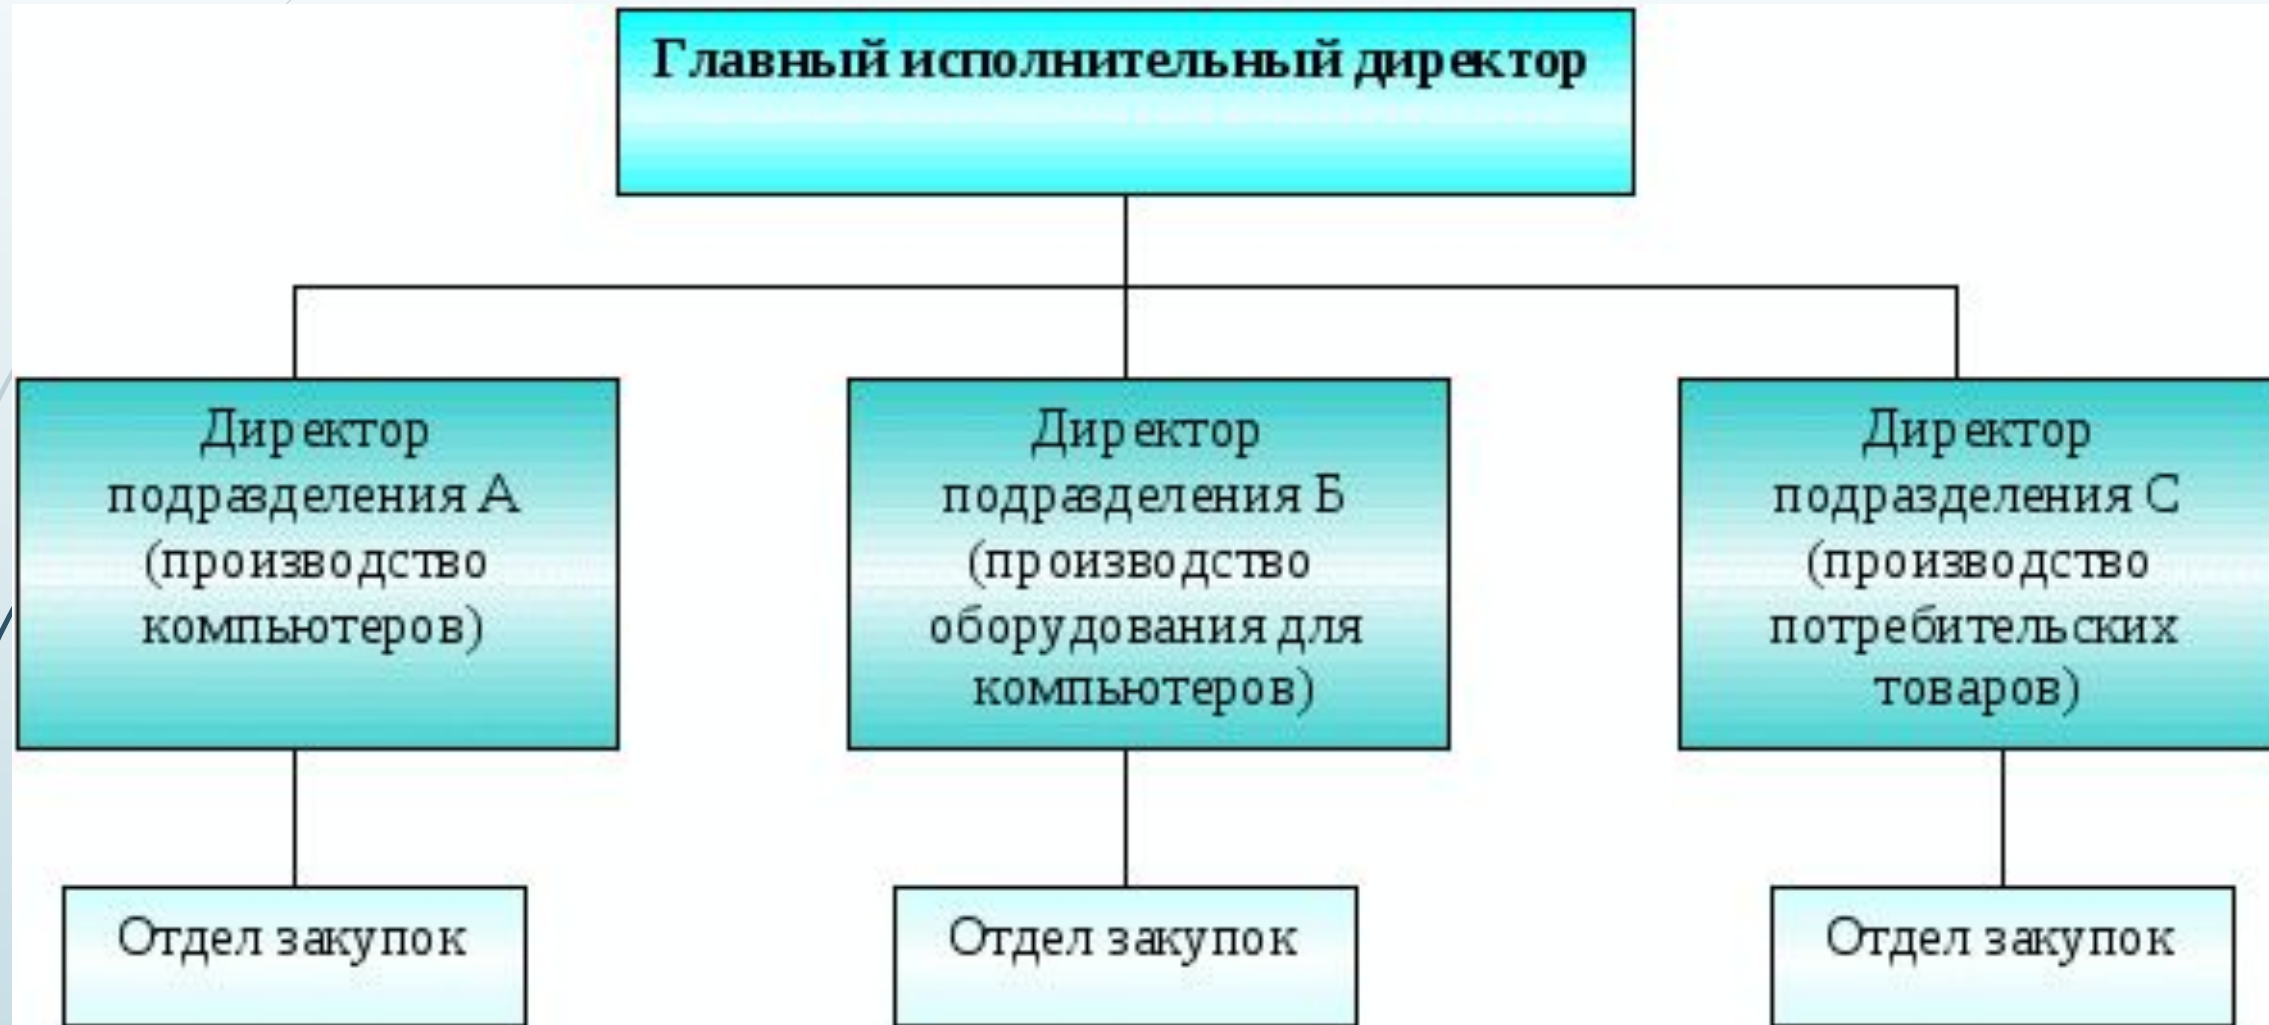 Главный исполнительный директор
Директор
подразделения А
(производство
компьютеров)
Директор
подразделения Б
(производство
оборудования для
компьютеров)
Директор
подразделения С
(производство
потребительских
товаров)
Отдел закупок
Отдел закупок
Отдел закупок